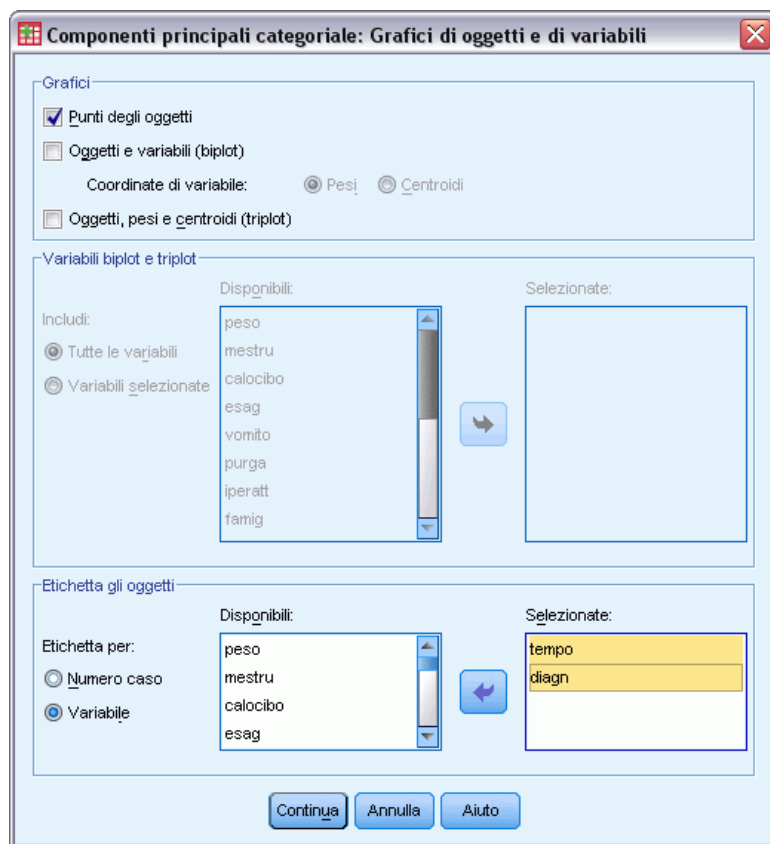 Componenti principali categoriale: Grafici di oggetti e di variabili
Grafici
Punti degli oggetti
Oggetti e variabili (biplot)
Coordinate di variabile: Pesi Centroidi
Oggetti, pesi e centroidi (triplot)
Variabili biplot e triplot
Disponibili: Selezionate:
Includi:
Tutte le variabili
Variabili selezionate
peso
mestru
calocibo
esag
vomito
purga
iperatt
famig
Etichetta gli oggetti
Disponibili: Selezionate:
Etichetta per:
Numero caso
Variabile
peso
mestru
calocibo
esag
tempo
diagn
Continua Annulla Aiuto